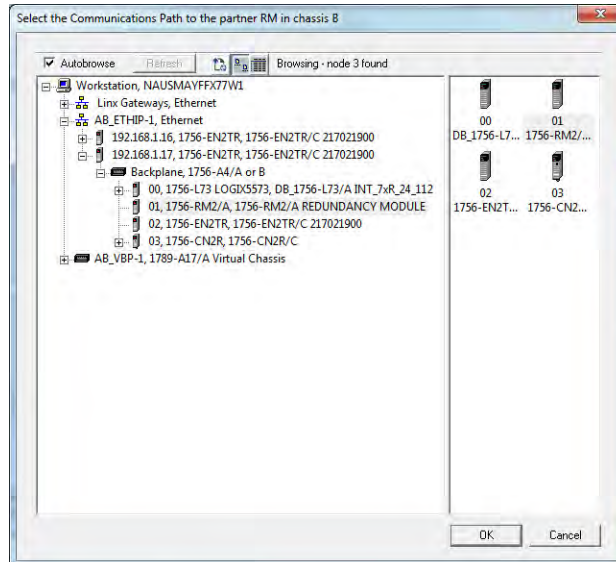 Select the Communications Path to the partner RM in chassis B
Autobrowse Refresh Browsing - node 3 found
Workstation, NAUSMAYFFX77W1
Linx Gateways, Ethernet
AB_ETHIP-1, Ethernet
192.168.1.16, 1756-EN2TR, 1756-EN2TR/C 217021900
192.168.1.17, 1756-EN2TR, 1756-EN2TR/C 217021900
Backplane, 1756-A4/A or B
00, 1756-L73 LOGIX5573, DB_1756-L73/A INT_7xR_24_112
01, 1756-RM2/A, 1756-RM2/A REDUNDANCY MODULE
02, 1756-EN2TR, 1756-EN2TR/C 217021900
03, 1756-CN2R, 1756-CN2R/C
AB_VBP-1, 1789-A17/A Virtual Chassis
00 01
DB_1756-L7... 1756-RM2/...
02 03
1756-EN2T... 1756-CN2...
OK Cancel